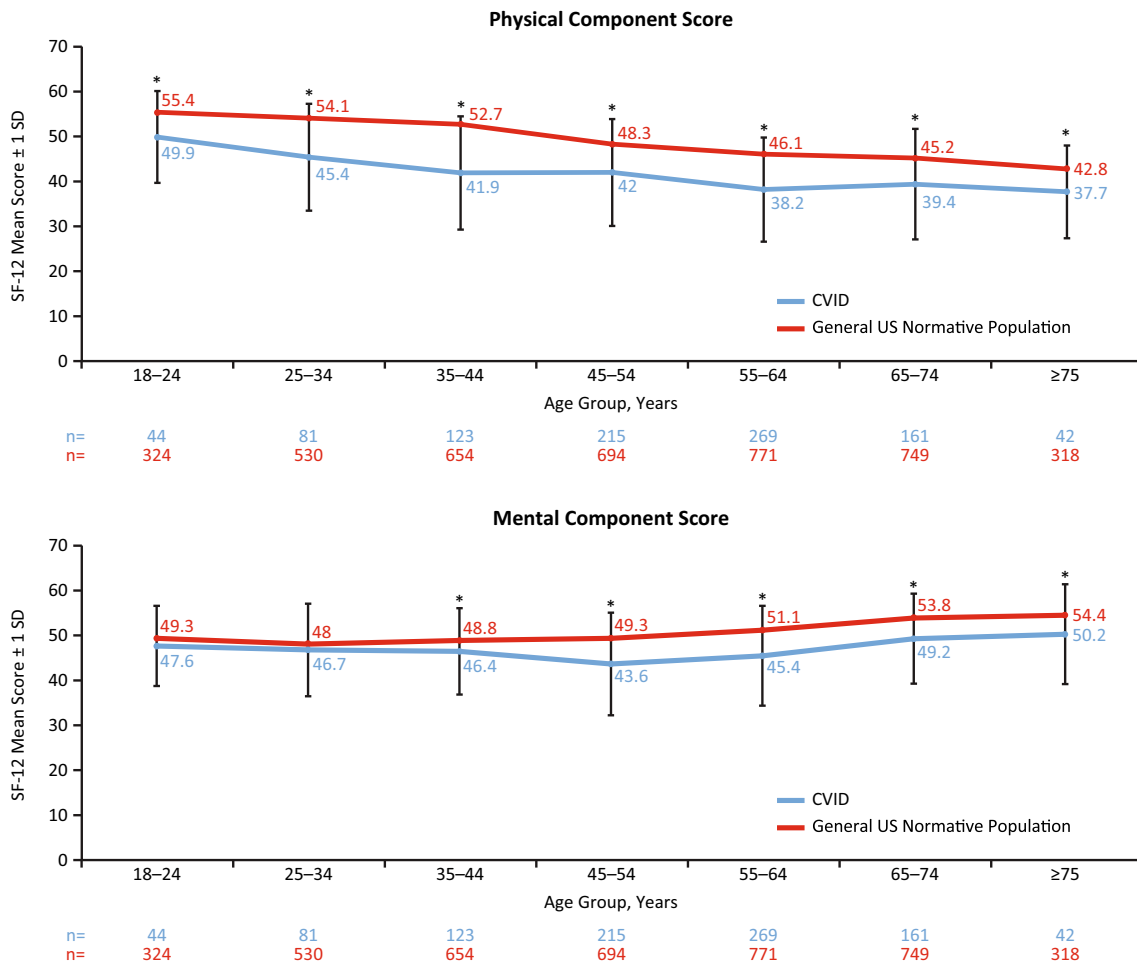 Physical Component Score
SF-12 Mean Score ± 1 SD
70
60
50
40
30
20
10
0
* * * * * * *
55.4 54.1 52.7 48.3 46.1 45.2 42.8
49.9 45.4 41.9 42 38.2 39.4 37.7
CVID
General US Normative Population
18–24 25–34 35–44 45–54 55–64 65–74 ≥75
Age Group, Years
n= 44 81 123 215 269 161 42
n= 324 530 654 694 771 749 318
Mental Component Score
SF-12 Mean Score ± 1 SD
70
60
50
40
30
20
10
0
* * * * *
49.3 48 48.8 49.3 51.1 53.8 54.4
47.6 46.7 46.4 43.6 45.4 49.2 50.2
CVID
General US Normative Population
18–24 25–34 35–44 45–54 55–64 65–74 ≥75
Age Group, Years
n= 44 81 123 215 269 161 42
n= 324 530 654 694 771 749 318